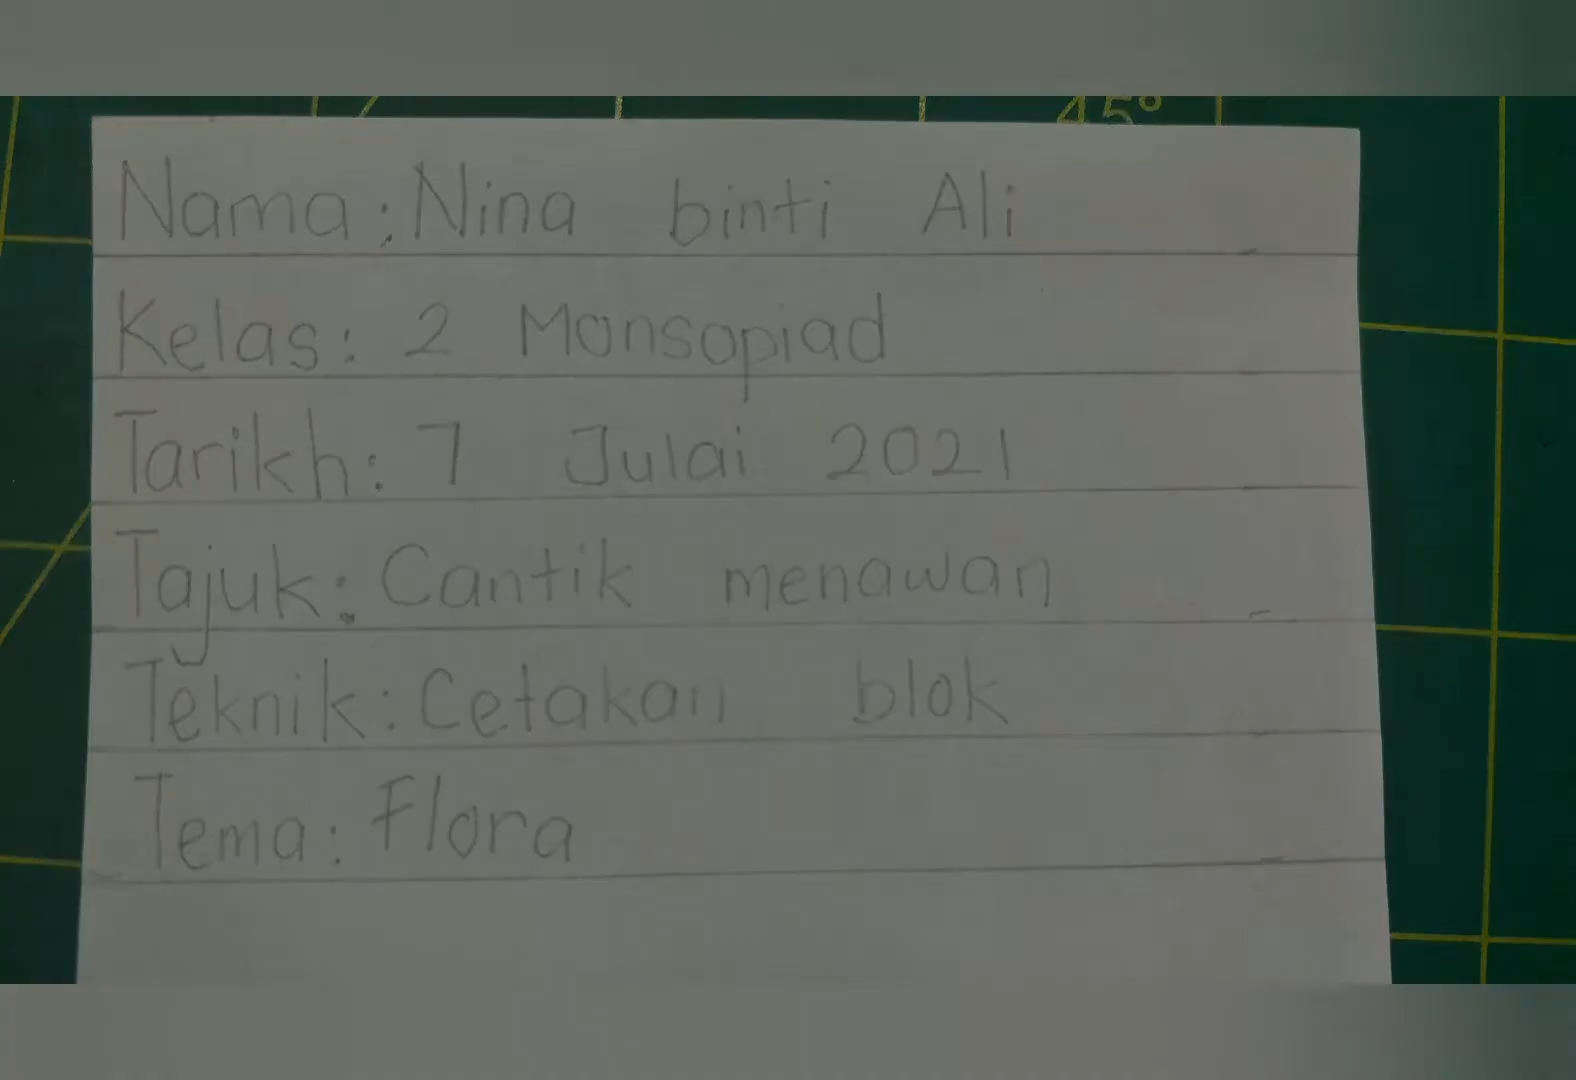 45°
Nama: Nina binti Ali
Kelas: 2 Monsopiad
Tarikh: 7 Julai 2021
Tajuk: Cantik menawan
Teknik: Cetakan blok
Tema: Flora